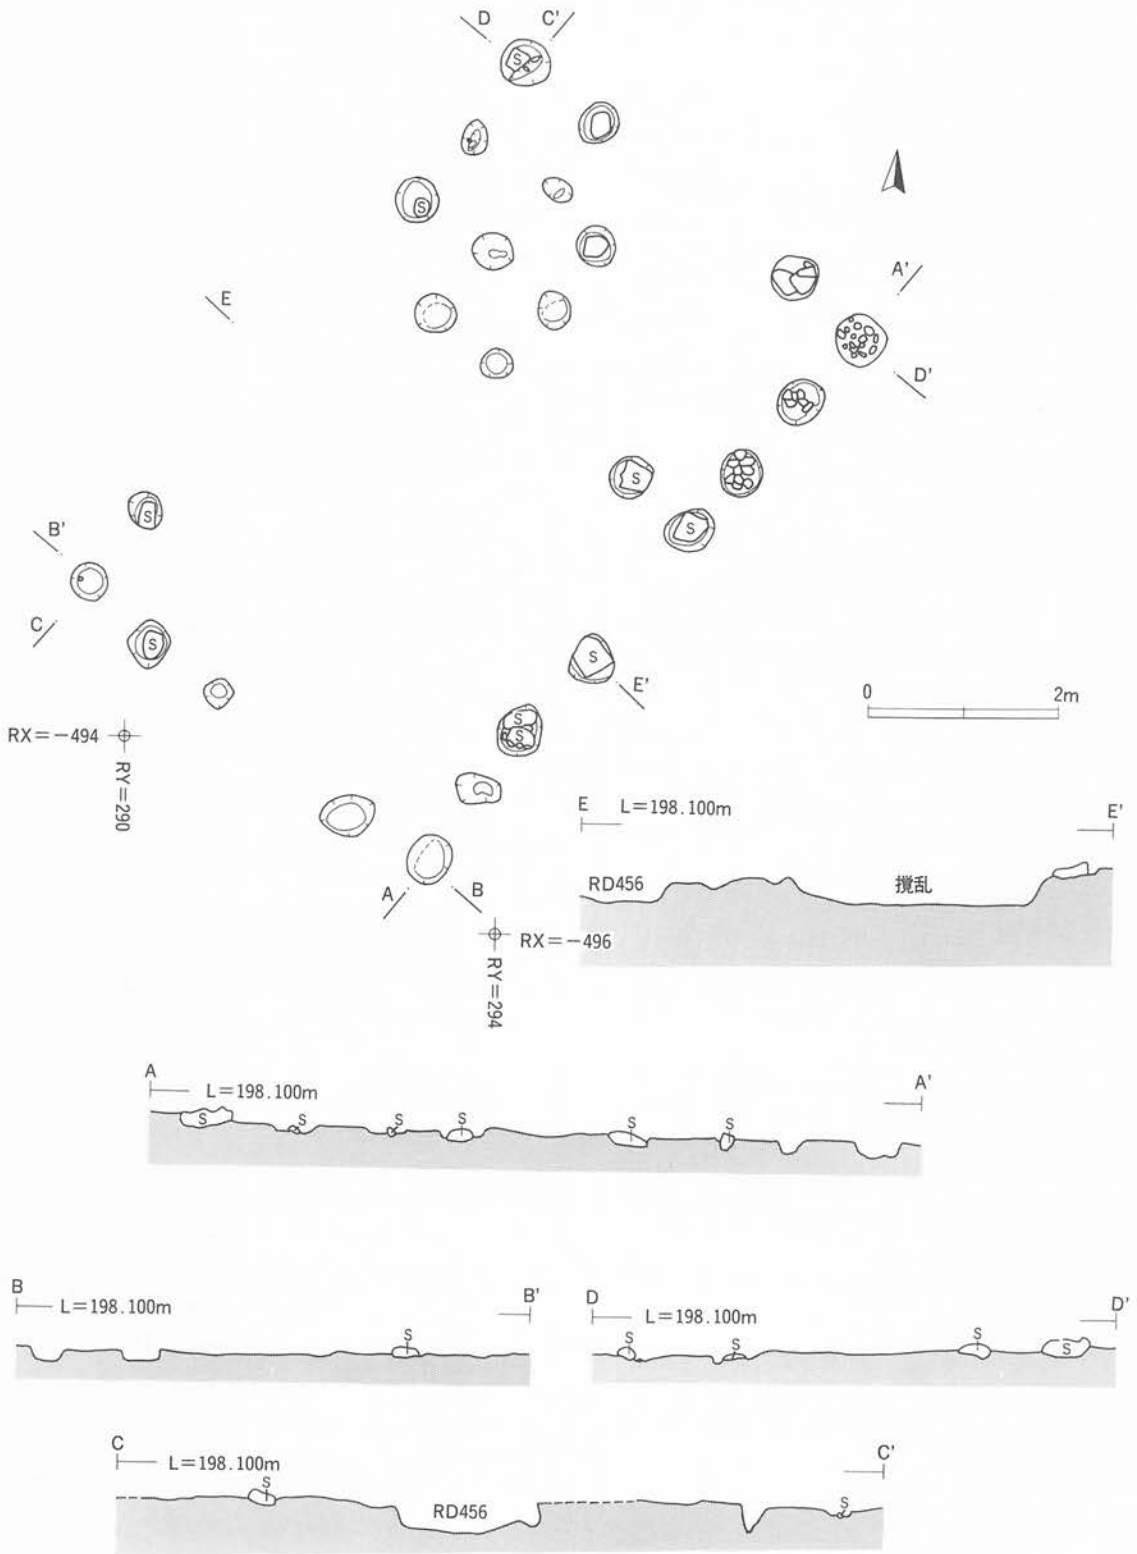 D C'
S
S
E
A'
D'
S
S
S
B'
C
S
S
E'
S
S
0 2m
RX=-494
RY=290
A B
RX=-496
RY=294
E L=198.100m E'
RD456 攪乱
A L=198.100m A'
S S S S S S
B L=198.100m B'
S
D L=198.100m D'
S S S S
C L=198.100m C'
S RD456 S